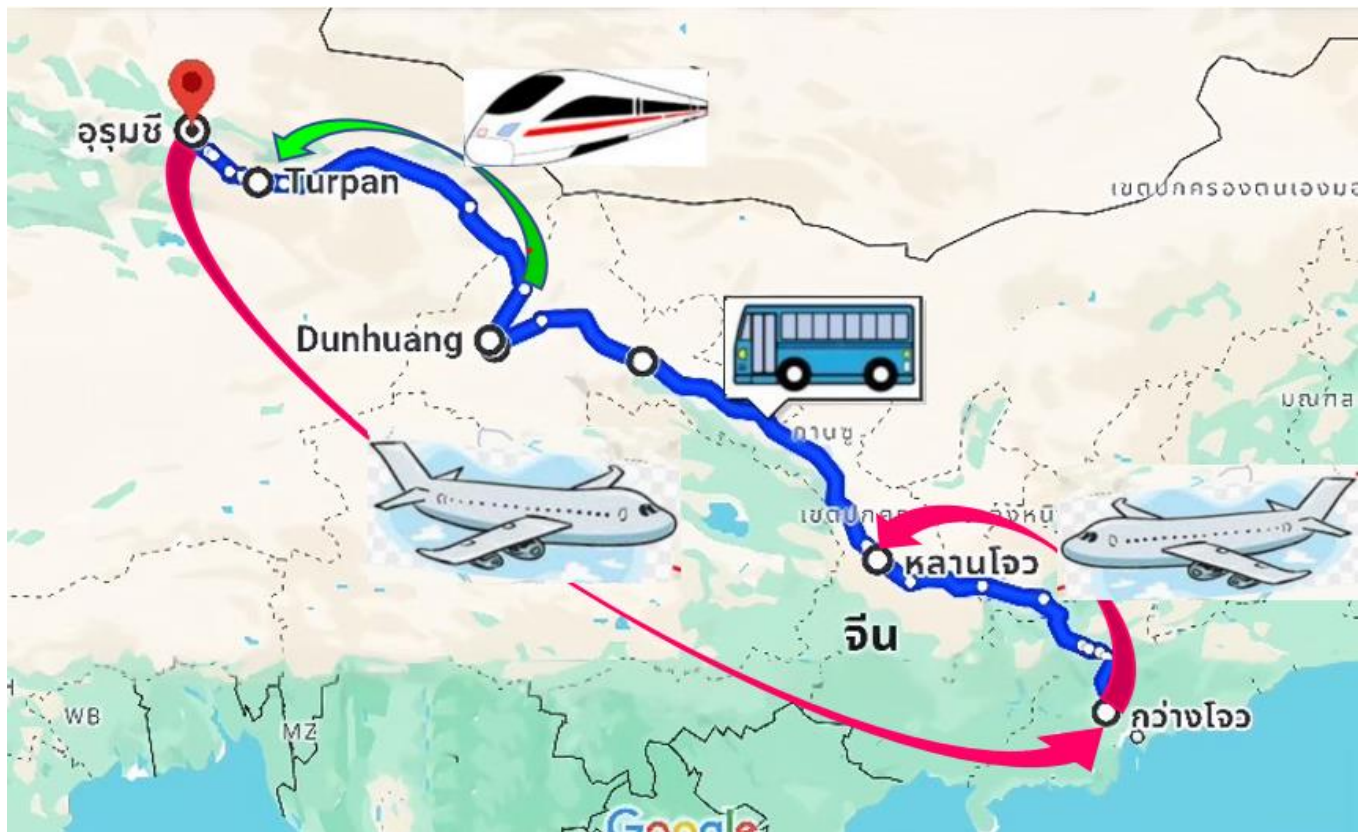 อุรุมชี
Turpan
เขตปกครองตนเองมอ
Dunhuang
กานซู
มณฑล
หลานโจว
จีน
กว่างโจว
WB
MZ
Google